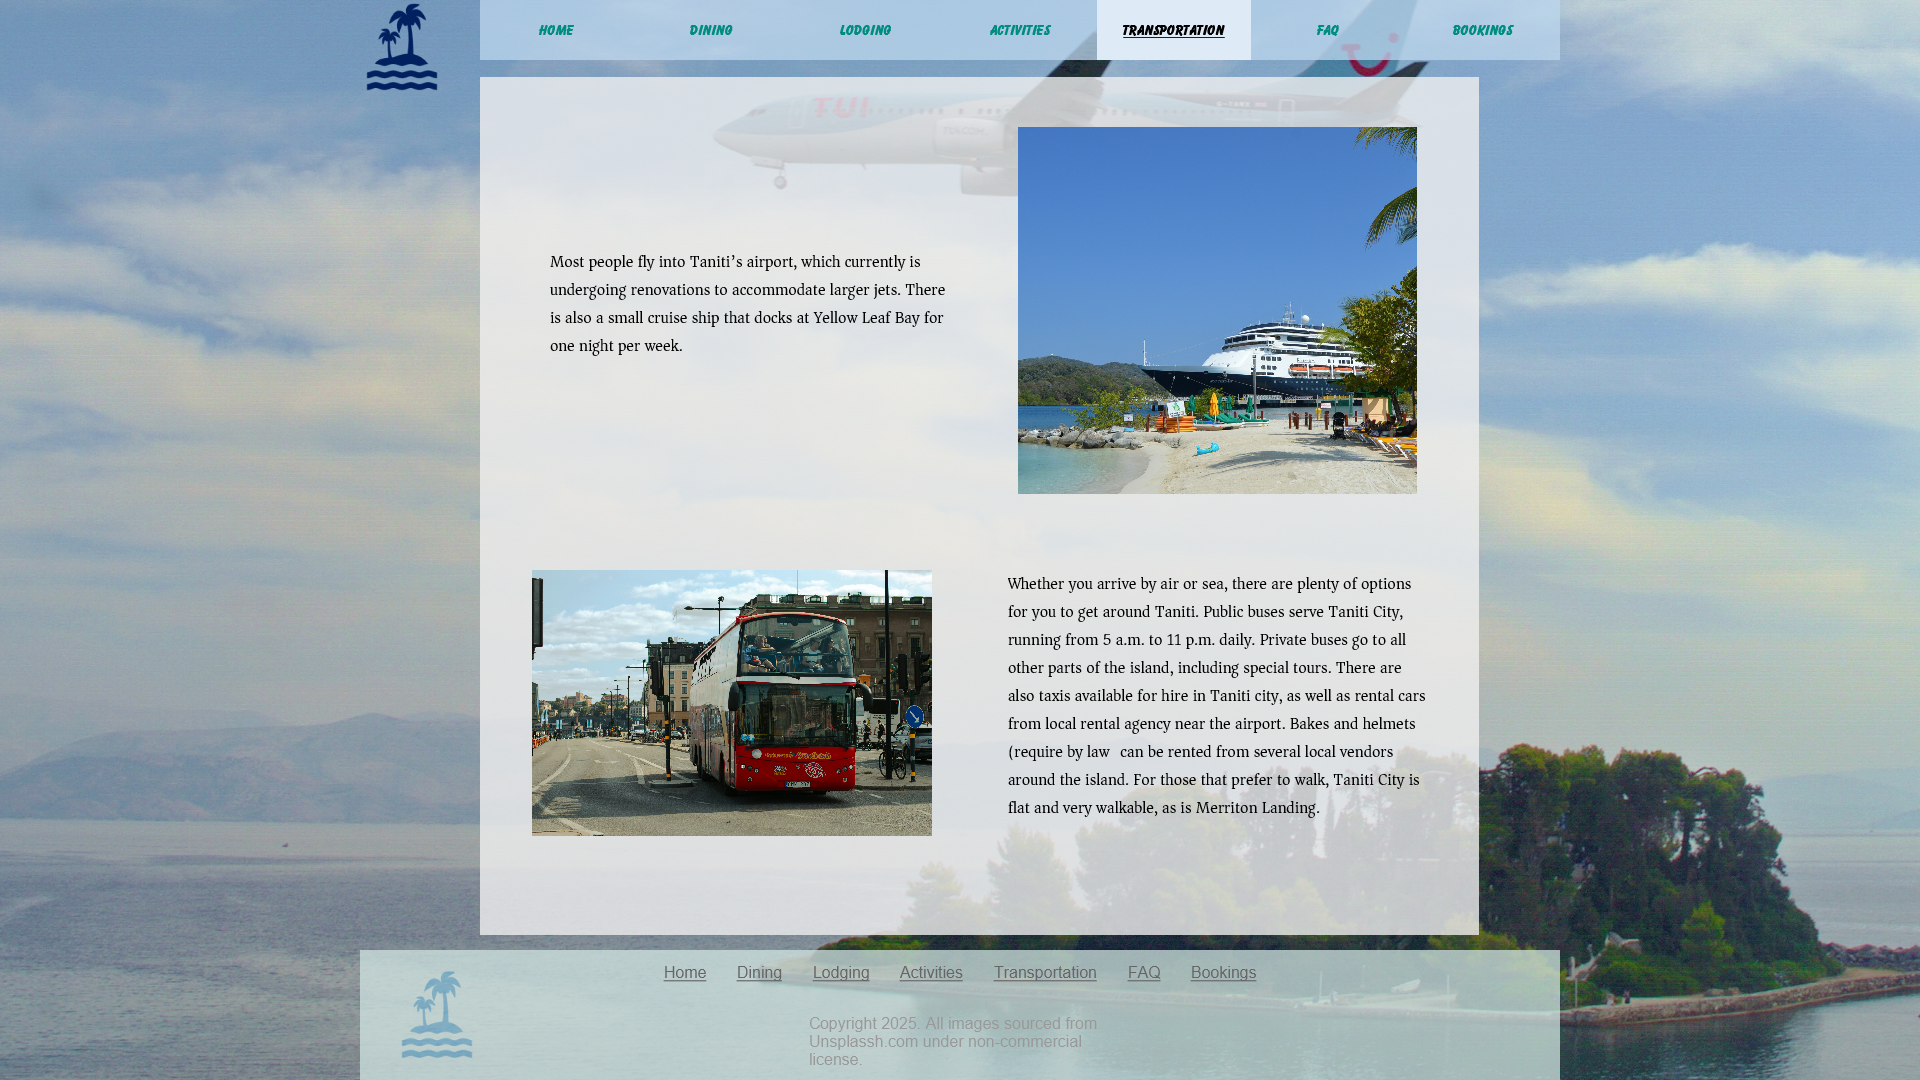 HOME
DINING
LODGING
ACTIVITIES
TRANSPORTATION
FAQ
BOOKINGS
TUI
Most people fly into Taniti’s airport, which currently is
undergoing renovations to accommodate larger jets. There
is also a small cruise ship that docks at Yellow Leaf Bay for
one night per week.
Whether you arrive by air or sea, there are plenty of options
for you to get around Taniti. Public buses serve Taniti City,
running from 5 a.m. to 11 p.m. daily. Private buses go to all
other parts of the island, including special tours. There are
also taxis available for hire in Taniti city, as well as rental cars
from local rental agency near the airport. Bakes and helmets
(require by law  can be rented from several local vendors
around the island. For those that prefer to walk, Taniti City is
flat and very walkable, as is Merriton Landing.
Home
Dining
Lodging
Activities
Transportation
FAQ
Bookings
Copyright 2025. All images sourced from
Unsplassh.com under non-commercial
license.